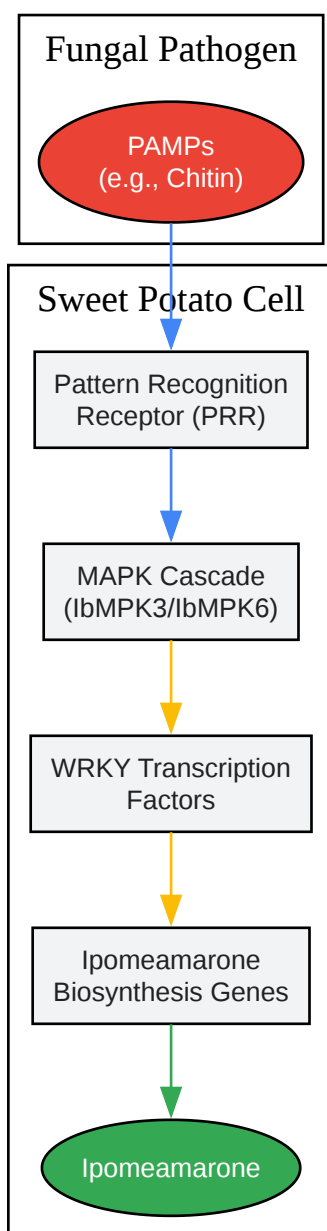 Fungal Pathogen
PAMPs
(e.g., Chitin)
Sweet Potato Cell
Pattern Recognition
Receptor (PRR)
MAPK Cascade
(IbMPK3/IbMPK6)
WRKY Transcription
Factors
Ipomeamarone
Biosynthesis Genes
Ipomeamarone